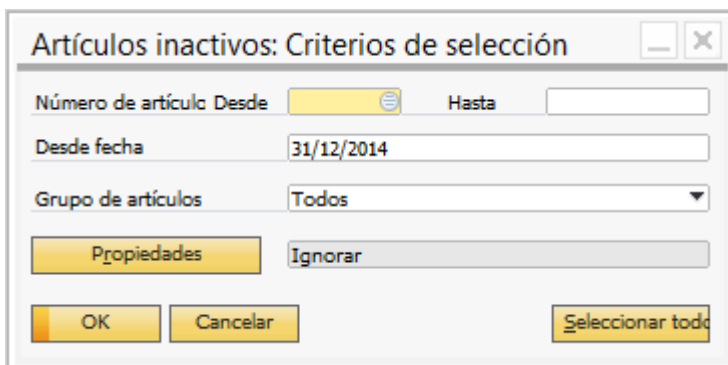 Artículos inactivos: Criterios de selección
Número de artículo Desde Hasta
Desde fecha 31/12/2014
Grupo de artículos Todos
Propiedades Ignorar
OK Cancelar Seleccionar todo